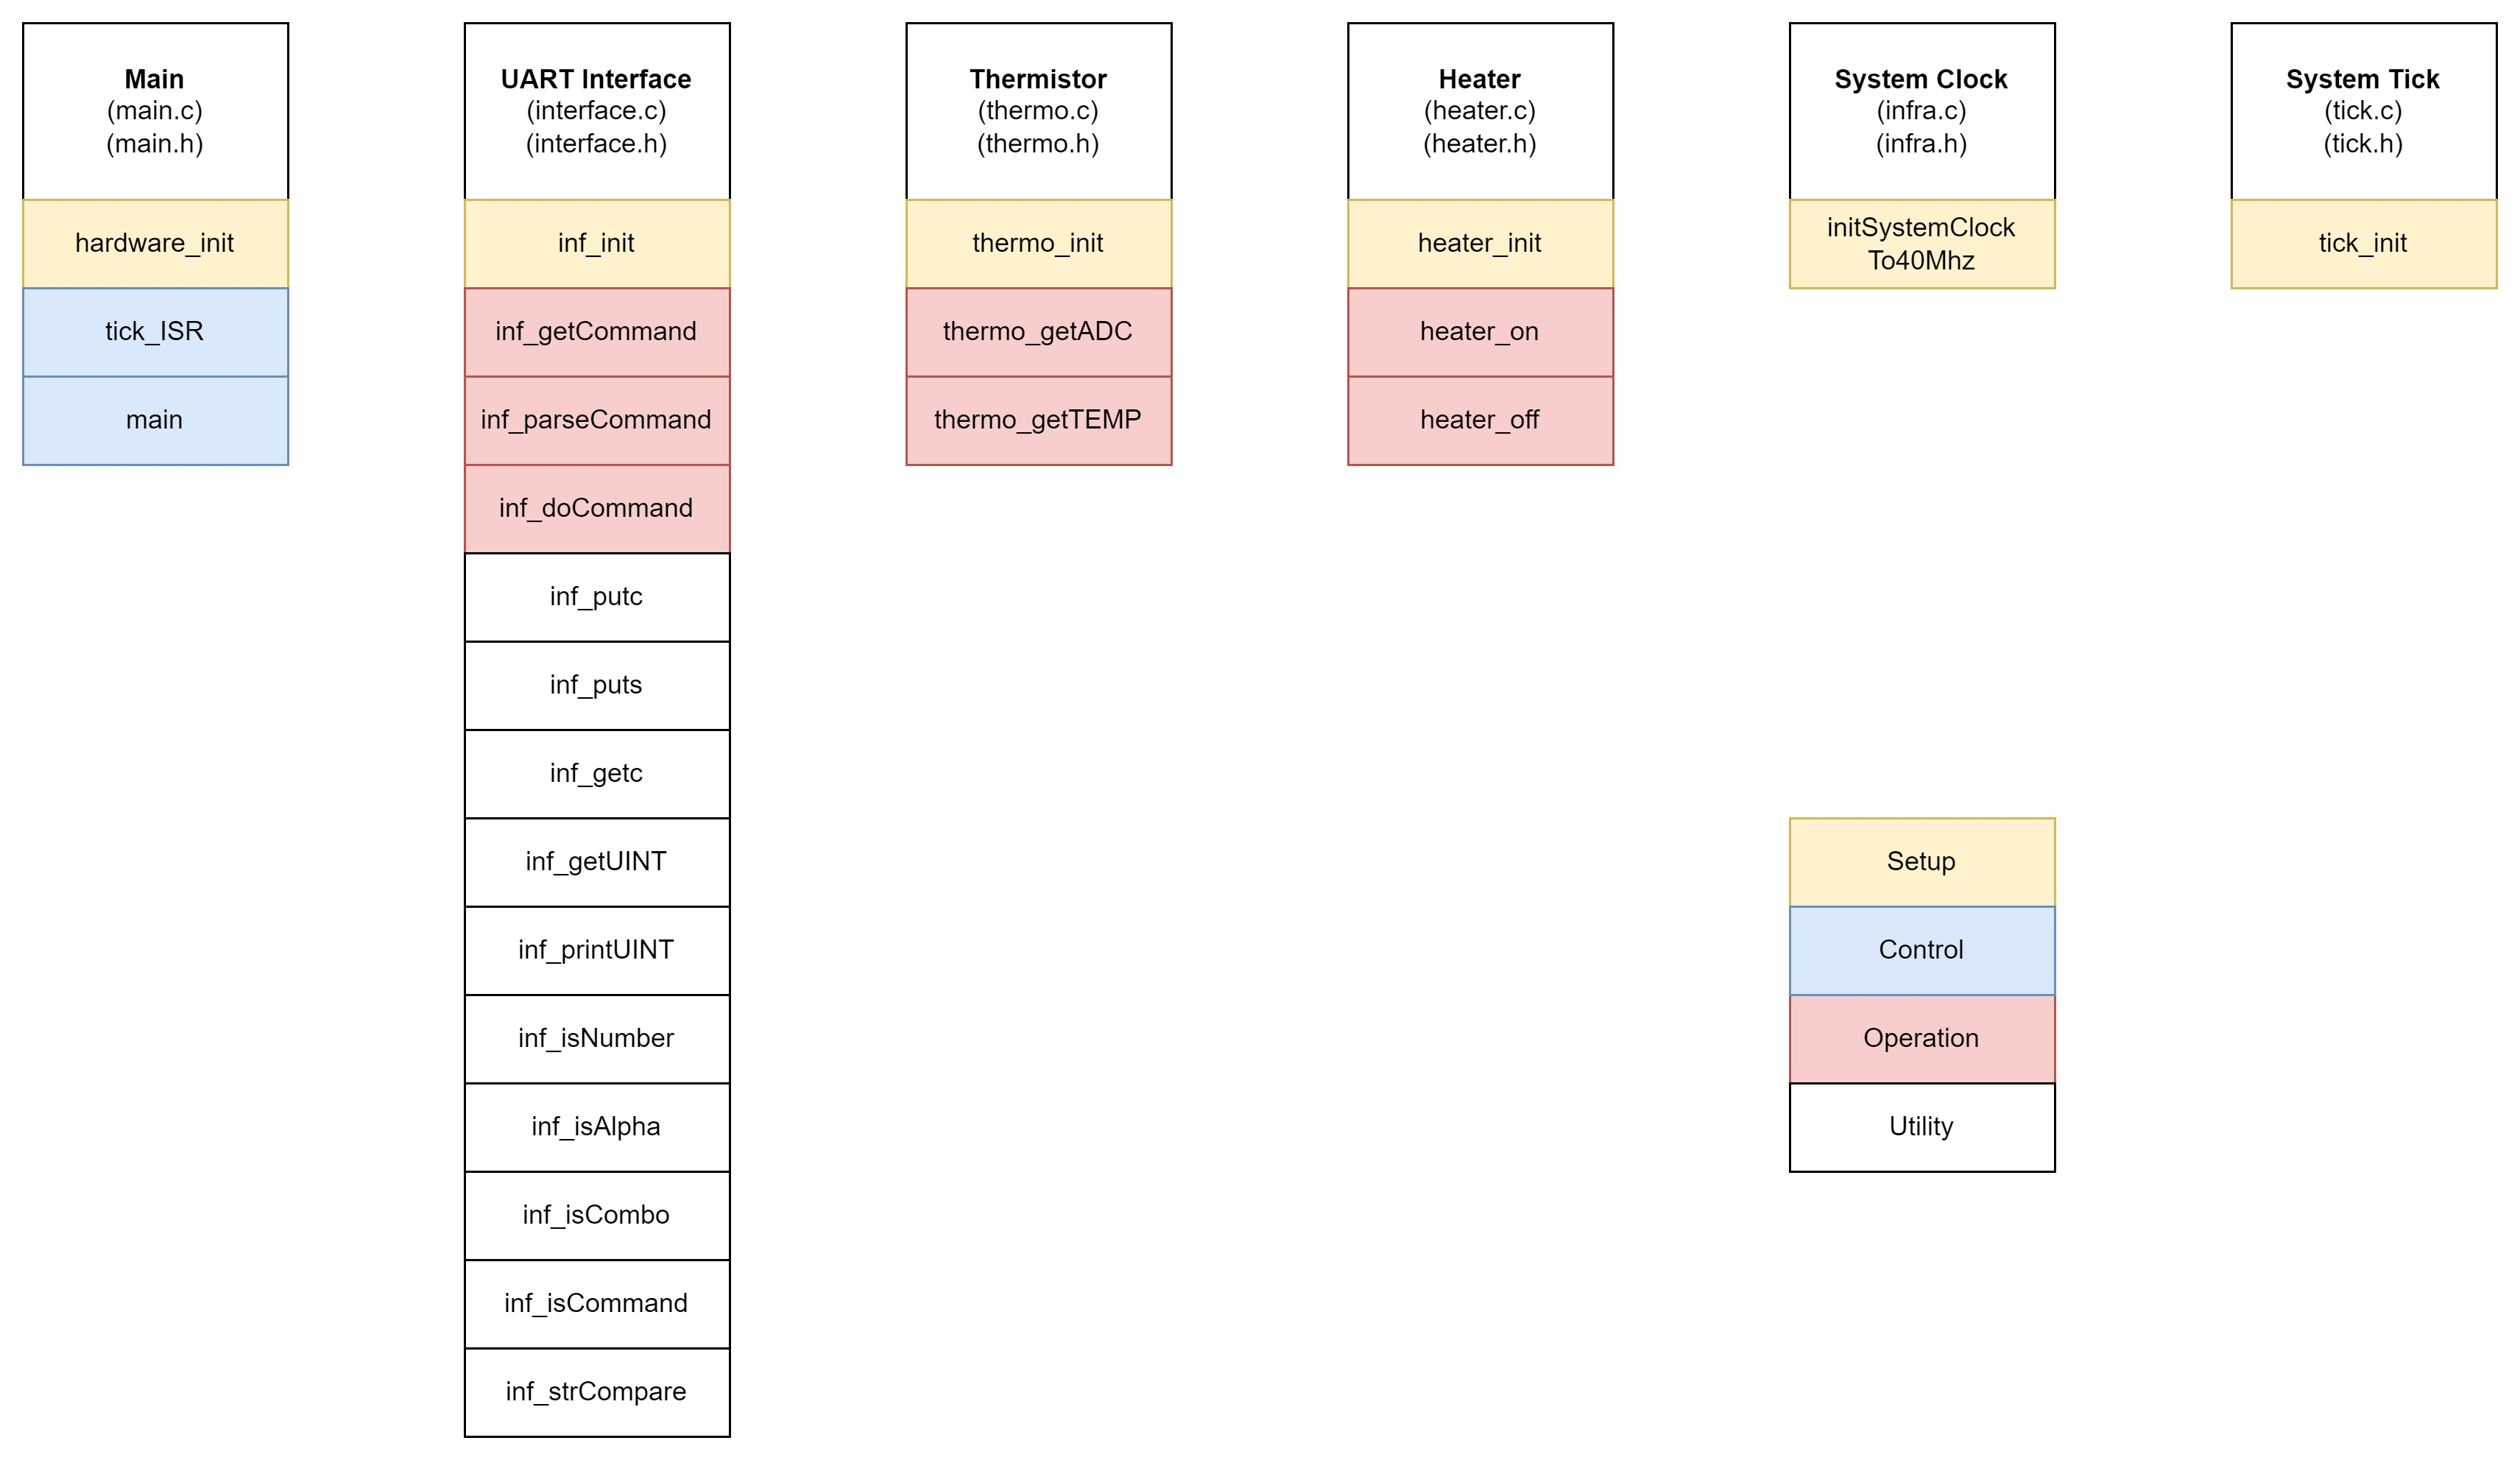 Main
(main.c)
(main.h)
hardware_init
tick_ISR
main
UART Interface
(interface.c)
(interface.h)
inf_init
inf_getCommand
inf_parseCommand
inf_doCommand
inf_putc
inf_puts
inf_getc
inf_getUINT
inf_printUINT
inf_isNumber
inf_isAlpha
inf_isCombo
inf_isCommand
inf_strCompare
Thermistor
(thermo.c)
(thermo.h)
thermo_init
thermo_getADC
thermo_getTEMP
Heater
(heater.c)
(heater.h)
heater_init
heater_on
heater_off
System Clock
(infra.c)
(infra.h)
initSystemClock
To40Mhz
System Tick
(tick.c)
(tick.h)
tick_init
Setup
Control
Operation
Utility